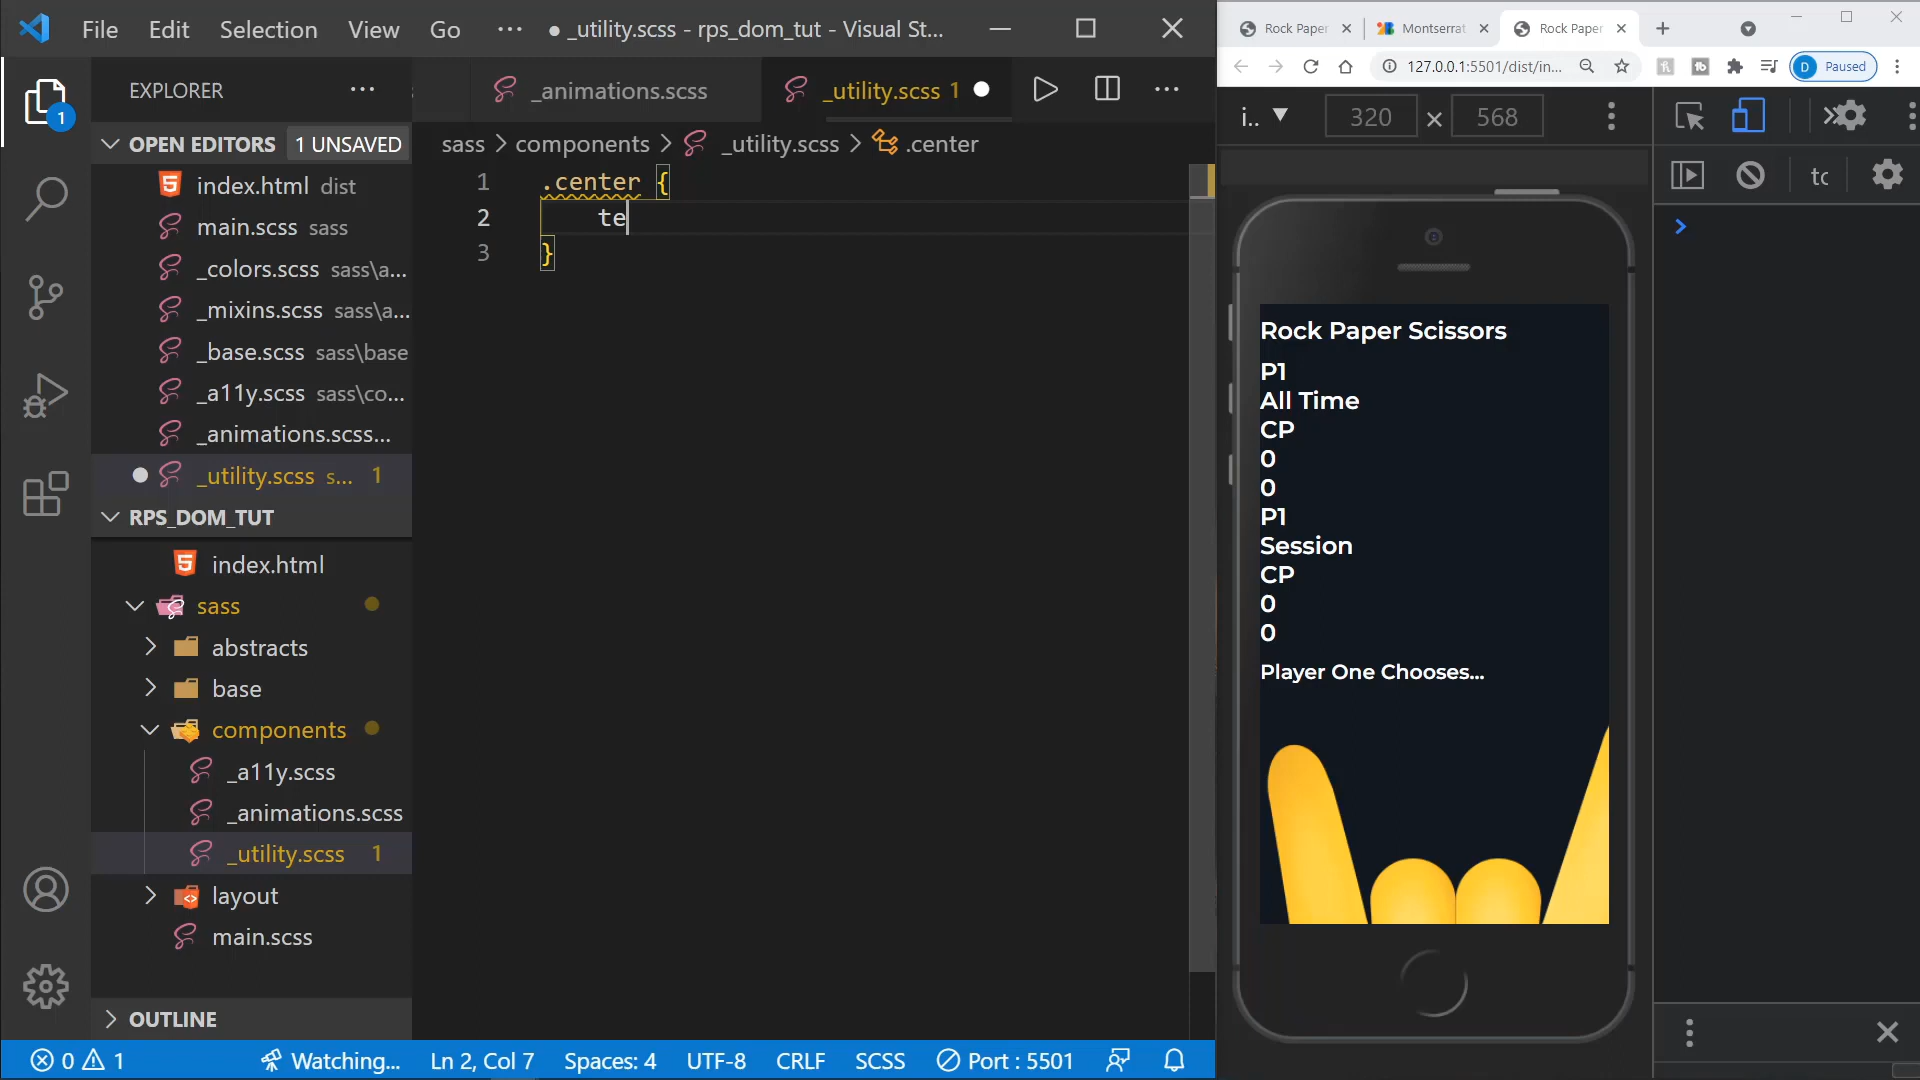 File Edit Selection View Go ··· ● _utility.scss - rps_dom_tut - Visual St...
EXPLORER ···
_animations.scss
_utility.scss 1
OPEN EDITORS 1 UNSAVED
index.html dist
main.scss sass
_colors.scss sass\a...
_mixins.scss sass\a...
_base.scss sass\base
_a11y.scss sass\co...
_animations.scss...
_utility.scss s... 1
RPS_DOM_TUT
index.html
sass
abstracts
base
components
_a11y.scss
_animations.scss
_utility.scss 1
layout
main.scss
OUTLINE
1
sass > components > _utility.scss > .center
1 .center {
2 te
3 }
0 1 Watching... Ln 2, Col 7 Spaces: 4 UTF-8 CRLF SCSS Port : 5501
Rock Paper
Montserrat
Rock Paper
127.0.0.1:5501/dist/in...
D Paused
i.. ▼ 320 × 568
Rock Paper Scissors
P1
All Time
CP
0
0
P1
Session
CP
0
0
Player One Chooses...